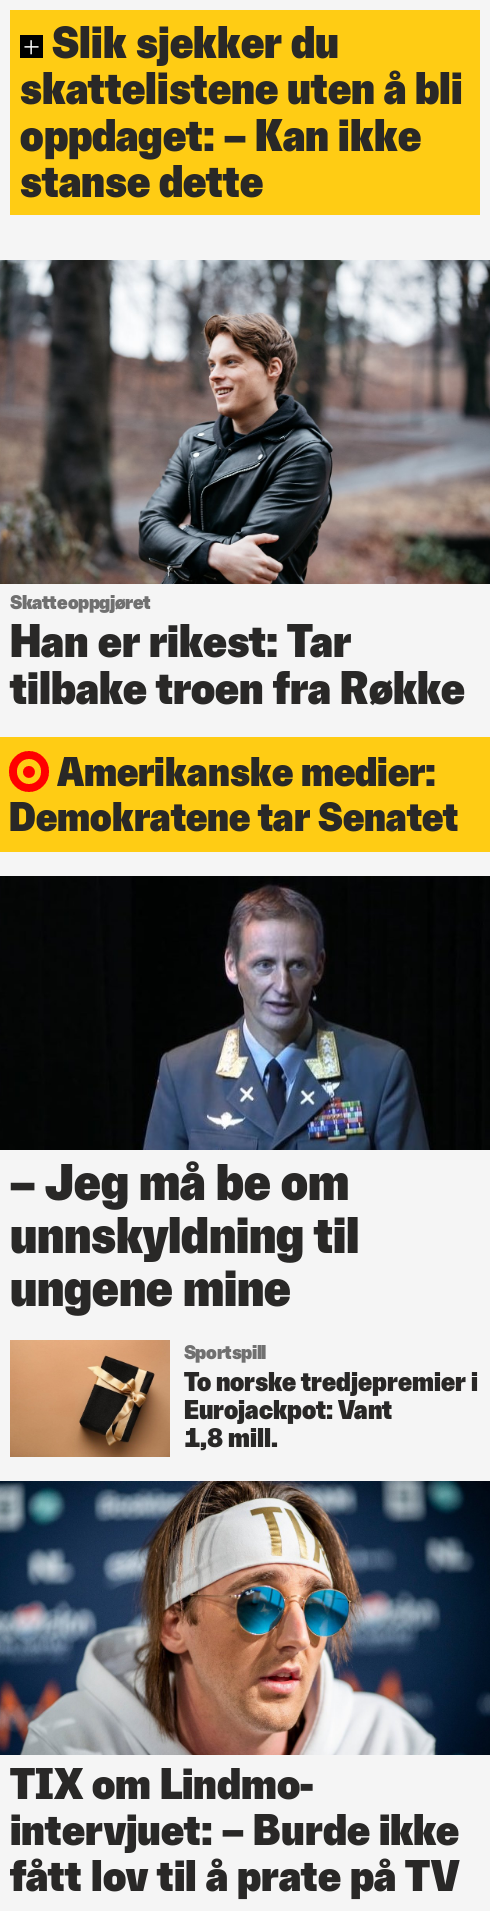 Slik sjekker du
skattelistene uten å bli
oppdaget: – Kan ikke
stanse dette
Skatteoppgjøret
Han er rikest: Tar
tilbake troen fra Røkke
Amerikanske medier:
Demokratene tar Senatet
– Jeg må be om
unnskyldning til
ungene mine
Sportspill
To norske tredjepremier i
Eurojackpot: Vant
1,8 mill.
TIX
TIX om Lindmo-
intervjuet: – Burde ikke
fått lov til å prate på TV